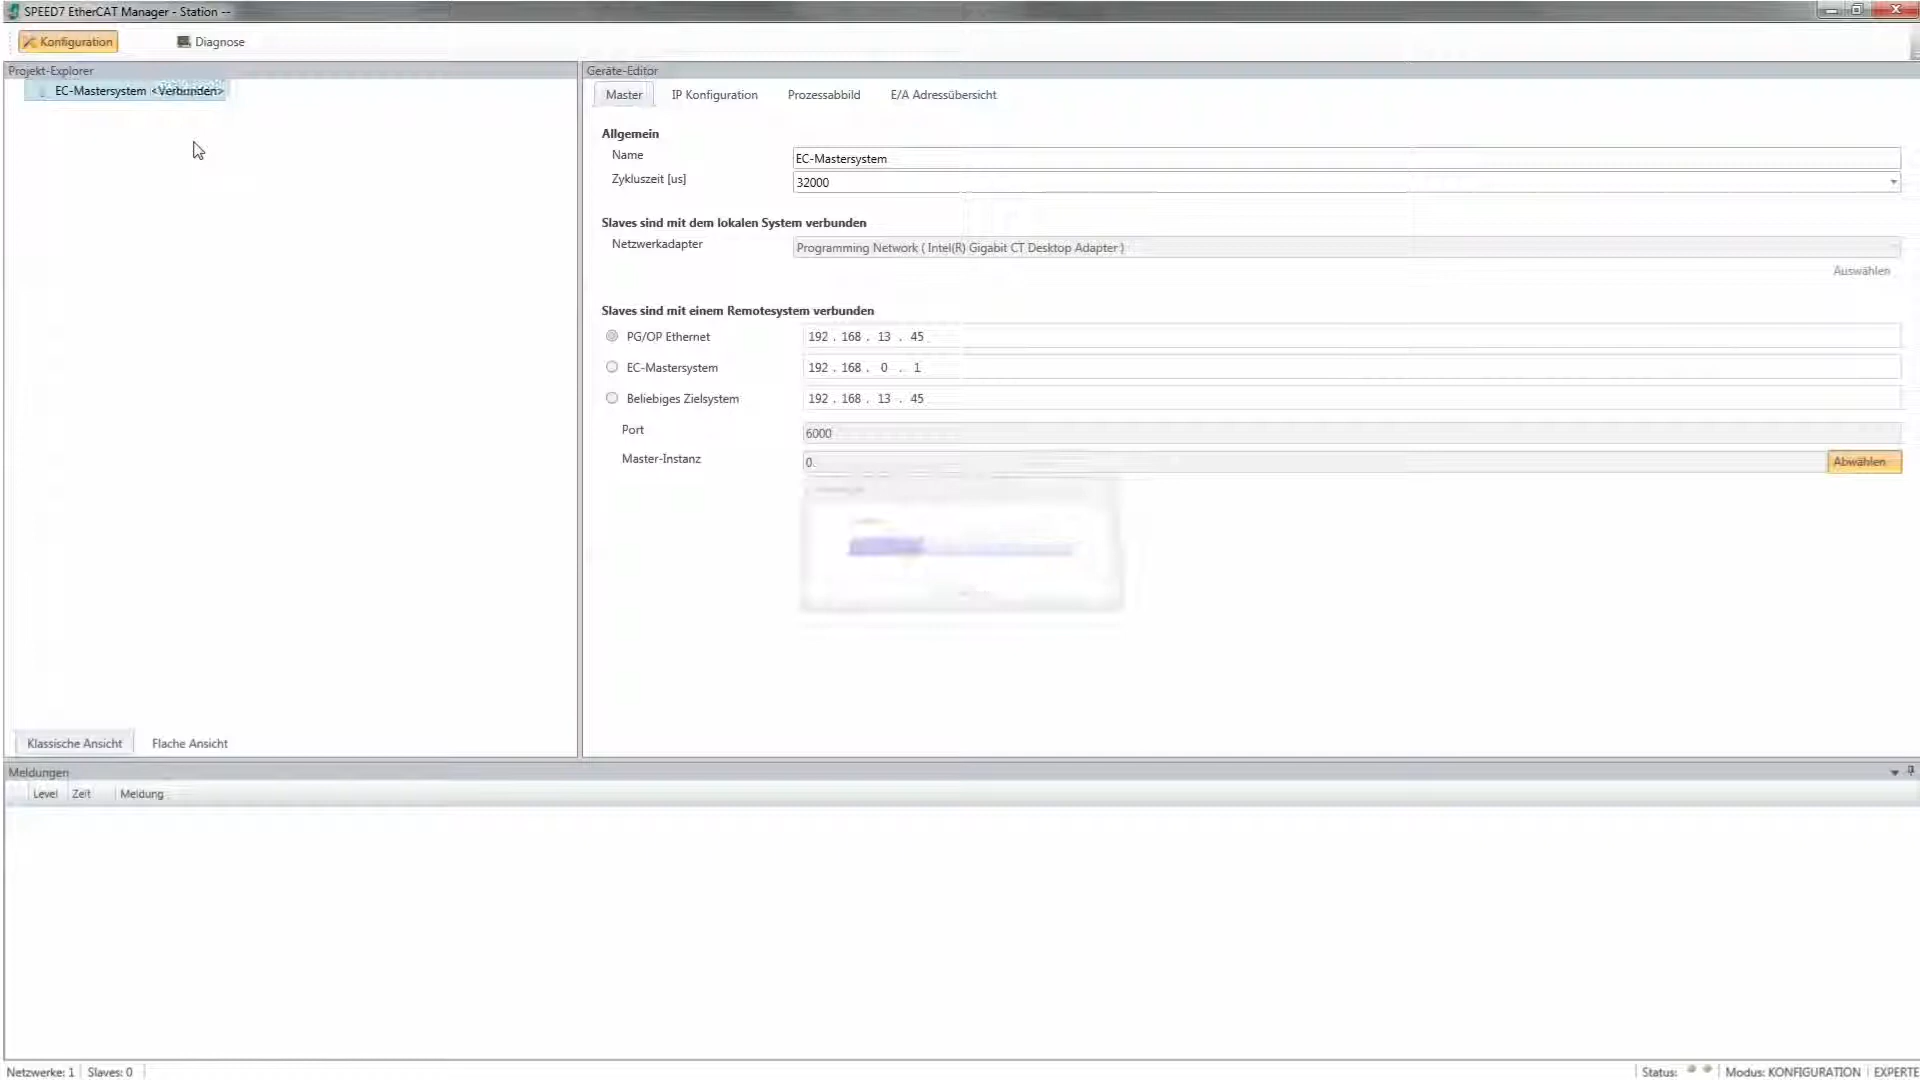 SPEED7 EtherCAT Manager - Station --
Konfiguration
Diagnose
Projekt-Explorer
EC-Mastersystem <Verbunden>
Klassische Ansicht
Flache Ansicht
Geräte-Editor
Master
IP Konfiguration
Prozessabbild
E/A Adressübersicht
Allgemein
Name
EC-Mastersystem
Zykluszeit [us]
32000
Slaves sind mit dem lokalen System verbunden
Netzwerkadapter
Programming Network ( Intel(R) Gigabit CT Desktop Adapter )
Auswählen
Slaves sind mit einem Remotesystem verbunden
PG/OP Ethernet
192 . 168 . 13 . 45
EC-Mastersystem
192 . 168 . 0 . 1
Beliebiges Zielsystem
192 . 168 . 13 . 45
Port
6000
Master-Instanz
0
Abwählen
Meldungen
Level
Zeit
Meldung
Netzwerke: 1
Slaves: 0
Status:
Modus: KONFIGURATION
EXPERTE